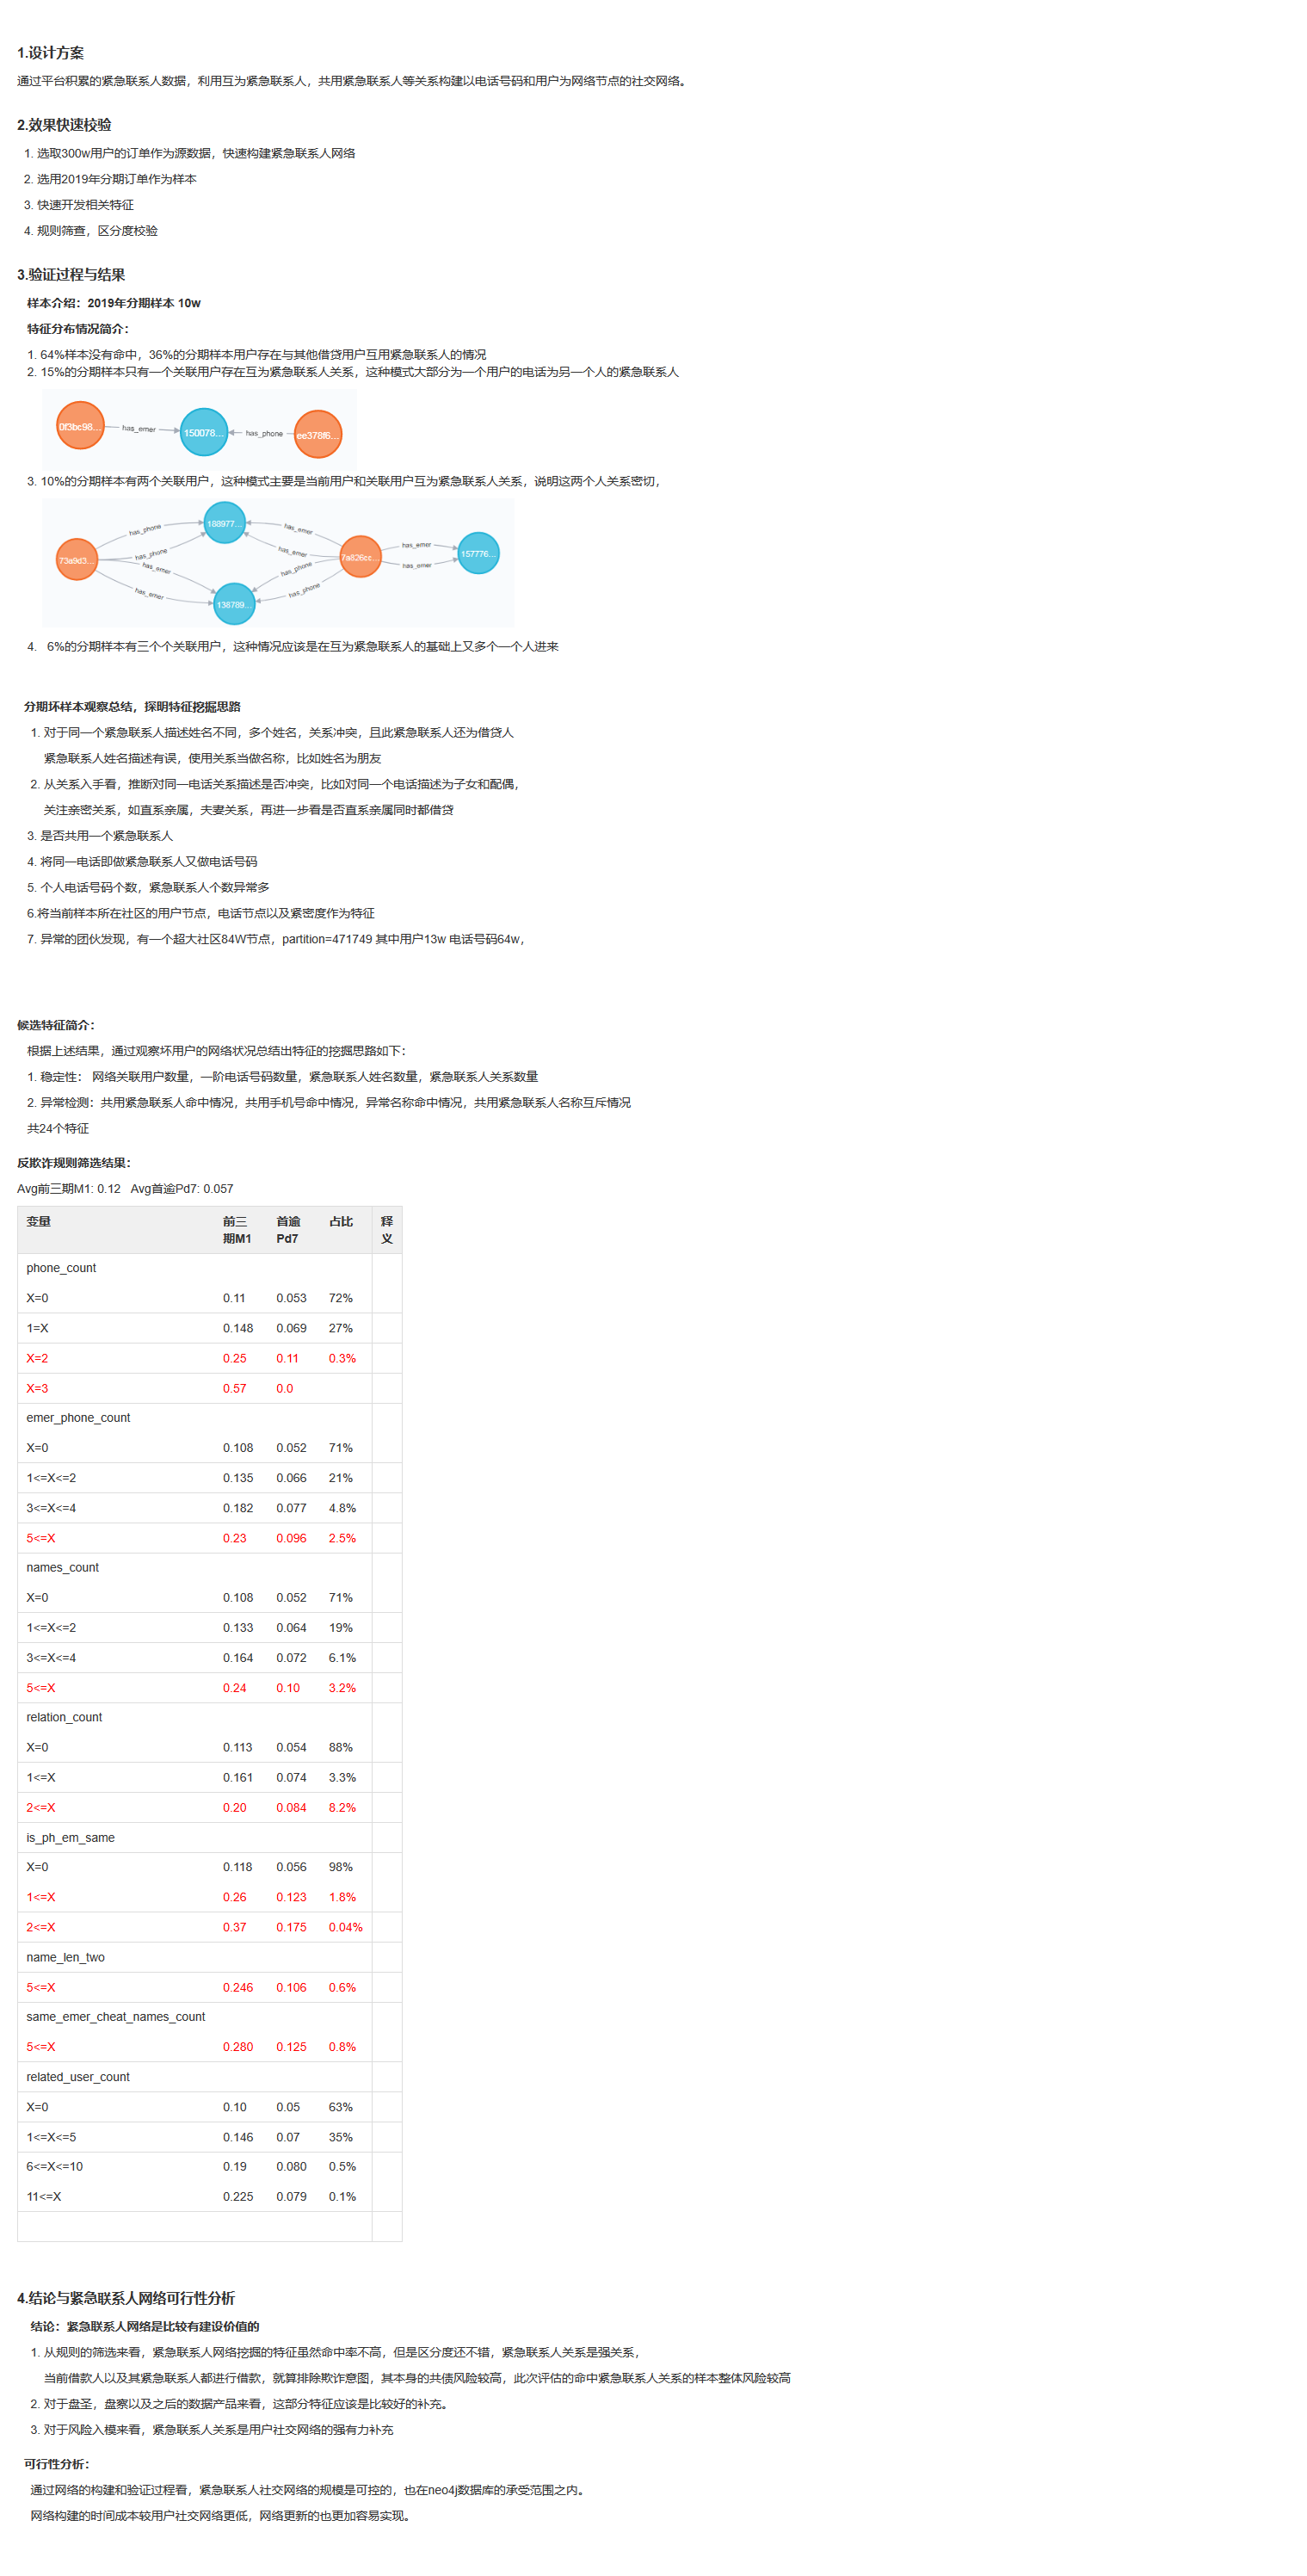 1.设计方案
通过平台积累的紧急联系人数据，利用互为紧急联系人，共用紧急联系人等关系构建以电话号码和用户为网络节点的社交网络。
2.效果快速校验
1. 选取300w用户的订单作为源数据，快速构建紧急联系人网络
2. 选用2019年分期订单作为样本
3. 快速开发相关特征
4. 规则筛查，区分度校验
3.验证过程与结果
样本介绍：2019年分期样本 10w
特征分布情况简介：
1. 64%样本没有命中，36%的分期样本用户存在与其他借贷用户互用紧急联系人的情况
2. 15%的分期样本只有一个关联用户存在互为紧急联系人关系，这种模式大部分为一个用户的电话为另一个人的紧急联系人
0f3bc98... has_emer 150078... has_phone ee378f6...
3. 10%的分期样本有两个关联用户，这种模式主要是当前用户和关联用户互为紧急联系人关系，说明这两个人关系密切，
188977...
has_phone has_emer
has_phone has_emer has_emer
73a9d3... 7a826cc... 157776...
has_emer has_phone has_emer
has_emer has_phone
138789...
4. 6%的分期样本有三个个关联用户，这种情况应该是在互为紧急联系人的基础上又多个一个人进来
分期坏样本观察总结，探明特征挖掘思路
1. 对于同一个紧急联系人描述姓名不同，多个姓名，关系冲突，且此紧急联系人还为借贷人
紧急联系人姓名描述有误，使用关系当做名称，比如姓名为朋友
2. 从关系入手看，推断对同一电话关系描述是否冲突，比如对同一个电话描述为子女和配偶，
关注亲密关系，如直系亲属，夫妻关系，再进一步看是否直系亲属同时都借贷
3. 是否共用一个紧急联系人
4. 将同一电话即做紧急联系人又做电话号码
5. 个人电话号码个数，紧急联系人个数异常多
6.将当前样本所在社区的用户节点，电话节点以及紧密度作为特征
7. 异常的团伙发现，有一个超大社区84W节点，partition=471749 其中用户13w 电话号码64w，
候选特征简介：
根据上述结果，通过观察坏用户的网络状况总结出特征的挖掘思路如下：
1. 稳定性： 网络关联用户数量，一阶电话号码数量，紧急联系人姓名数量，紧急联系人关系数量
2. 异常检测：共用紧急联系人命中情况，共用手机号命中情况，异常名称命中情况，共用紧急联系人名称互斥情况
共24个特征
反欺诈规则筛选结果：
Avg前三期M1: 0.12 Avg首逾Pd7: 0.057
变量 前三期M1 首逾Pd7 占比 释义
phone_count
X=0 0.11 0.053 72%
1=X 0.148 0.069 27%
X=2 0.25 0.11 0.3%
X=3 0.57 0.0
emer_phone_count
X=0 0.108 0.052 71%
1<=X<=2 0.135 0.066 21%
3<=X<=4 0.182 0.077 4.8%
5<=X 0.23 0.096 2.5%
names_count
X=0 0.108 0.052 71%
1<=X<=2 0.133 0.064 19%
3<=X<=4 0.164 0.072 6.1%
5<=X 0.24 0.10 3.2%
relation_count
X=0 0.113 0.054 88%
1<=X 0.161 0.074 3.3%
2<=X 0.20 0.084 8.2%
is_ph_em_same
X=0 0.118 0.056 98%
1<=X 0.26 0.123 1.8%
2<=X 0.37 0.175 0.04%
name_len_two
5<=X 0.246 0.106 0.6%
same_emer_cheat_names_count
5<=X 0.280 0.125 0.8%
related_user_count
X=0 0.10 0.05 63%
1<=X<=5 0.146 0.07 35%
6<=X<=10 0.19 0.080 0.5%
11<=X 0.225 0.079 0.1%
4.结论与紧急联系人网络可行性分析
结论：紧急联系人网络是比较有建设价值的
1. 从规则的筛选来看，紧急联系人网络挖掘的特征虽然命中率不高，但是区分度还不错，紧急联系人关系是强关系，
当前借款人以及其紧急联系人都进行借款，就算排除欺诈意图，其本身的共债风险较高，此次评估的命中紧急联系人关系的样本整体风险较高
2. 对于盘圣，盘察以及之后的数据产品来看，这部分特征应该是比较好的补充。
3. 对于风险入模来看，紧急联系人关系是用户社交网络的强有力补充
可行性分析：
通过网络的构建和验证过程看，紧急联系人社交网络的规模是可控的，也在neo4j数据库的承受范围之内。
网络构建的时间成本较用户社交网络更低，网络更新的也更加容易实现。